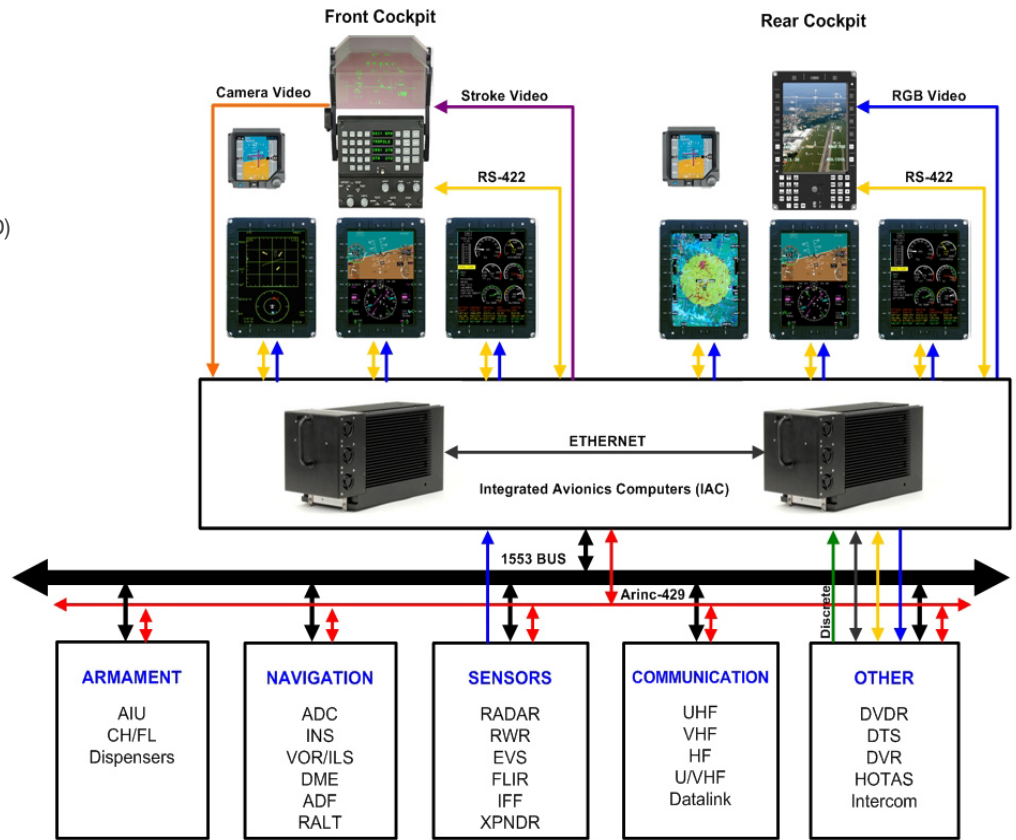 Front Cockpit
Rear Cockpit
Camera Video
Stroke Video
RGB Video
RS-422
RS-422
D)
ETHERNET
Integrated Avionics Computers (IAC)
1553 BUS
Arinc-429
Discrete
ARMAMENT
AIU
CH/FL
Dispensers
NAVIGATION
ADC
INS
VOR/ILS
DME
ADF
RALT
SENSORS
RADAR
RWR
EVS
FLIR
IFF
XPNDR
COMMUNICATION
UHF
VHF
HF
U/VHF
Datalink
OTHER
DVDR
DTS
DVR
HOTAS
Intercom